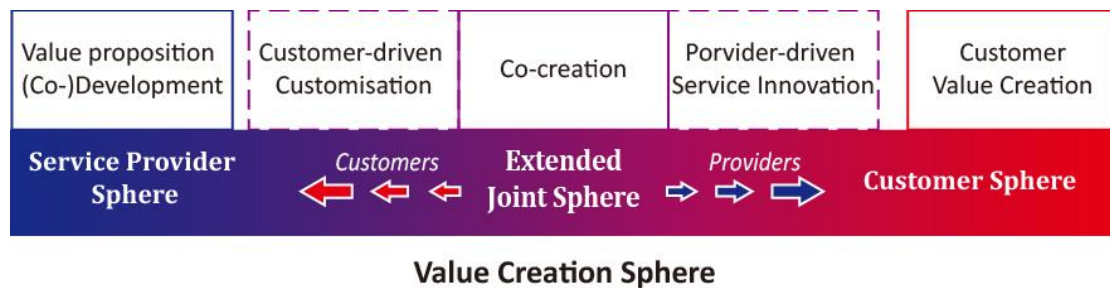 Value proposition
(Co-)Development
Customer-driven
Customisation
Co-creation
Porvider-driven
Service Innovation
Customer
Value Creation
Service Provider
Sphere
Customers
Extended
Joint Sphere
Providers
Customer Sphere
Value Creation Sphere